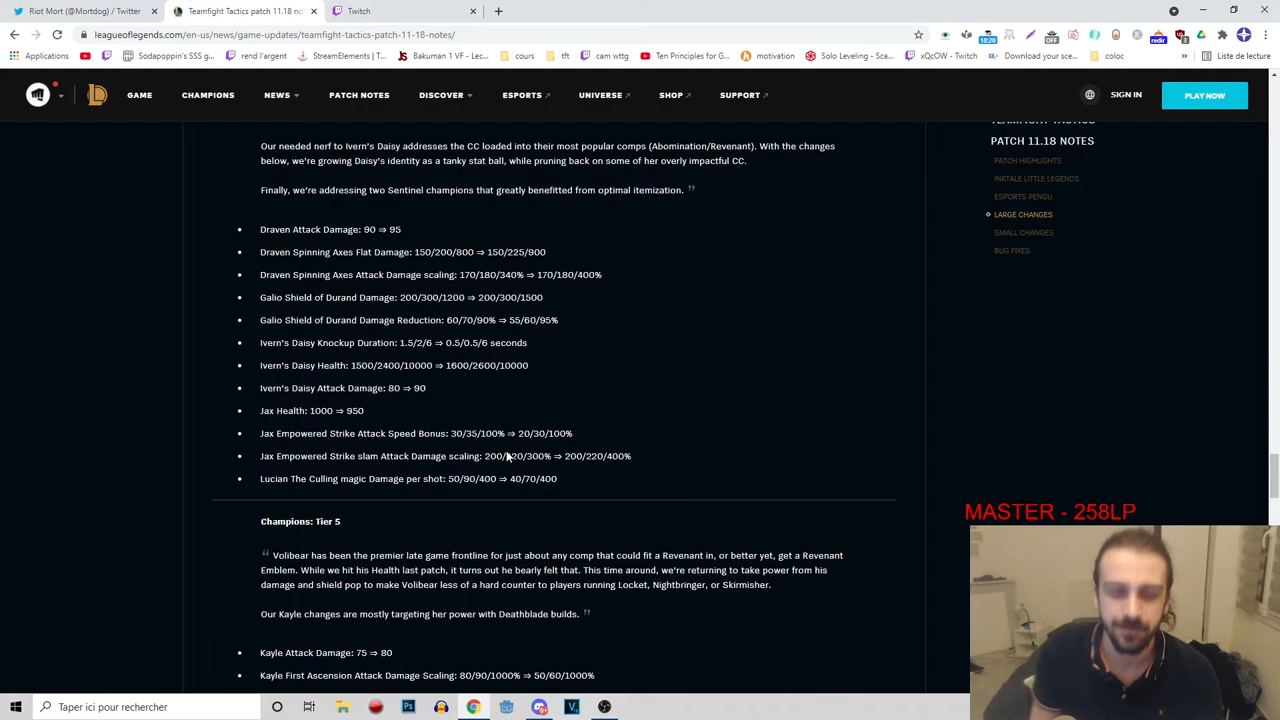 Riot Mort (@Mortdog) / Twitter
Teamfight Tactics patch 11.18 no
Twitch
leagueoflegends.com/en-us/news/game-updates/teamfight-tactics-patch-11-18-notes/
10:20
OFF
redir
3
Applications
Sodapoppin's SSS g...
rend l'argent
StreamElements | T...
Bakuman 1 VF - Lec...
cours
tft
cam wttg
Ten Principles for G...
motivation
Solo Leveling - Sca...
xQcOW - Twitch
Download your sce...
coloc
»
Liste de lecture
GAME
CHAMPIONS
NEWS
PATCH NOTES
DISCOVER
ESPORTS
UNIVERSE
SHOP
SUPPORT
SIGN IN
PLAY NOW
TEAMFIGHT TACTICS
PATCH 11.18 NOTES
PATCH HIGHLIGHTS
INKTALE LITTLE LEGENDS
ESPORTS PENGU
LARGE CHANGES
SMALL CHANGES
BUG FIXES
Our needed nerf to Ivern's Daisy addresses the CC loaded into their most popular comps (Abomination/Revenant). With the changes
below, we're growing Daisy's identity as a tanky stat ball, while pruning back on some of her overly impactful CC.
Finally, we're addressing two Sentinel champions that greatly benefitted from optimal itemization. ”
• Draven Attack Damage: 90 ⇒ 95
• Draven Spinning Axes Flat Damage: 150/200/800 ⇒ 150/225/900
• Draven Spinning Axes Attack Damage scaling: 170/180/340% ⇒ 170/180/400%
• Galio Shield of Durand Damage: 200/300/1200 ⇒ 200/300/1500
• Galio Shield of Durand Damage Reduction: 60/70/90% ⇒ 55/60/95%
• Ivern's Daisy Knockup Duration: 1.5/2/6 ⇒ 0.5/0.5/6 seconds
• Ivern's Daisy Health: 1500/2400/10000 ⇒ 1600/2600/10000
• Ivern's Daisy Attack Damage: 80 ⇒ 90
• Jax Health: 1000 ⇒ 950
• Jax Empowered Strike Attack Speed Bonus: 30/35/100% ⇒ 20/30/100%
• Jax Empowered Strike slam Attack Damage scaling: 200/220/300% ⇒ 200/220/400%
• Lucian The Culling magic Damage per shot: 50/90/400 ⇒ 40/70/400
Champions: Tier 5
“ Volibear has been the premier late game frontline for just about any comp that could fit a Revenant in, or better yet, get a Revenant
Emblem. While we hit his Health last patch, it turns out he bearly felt that. This time around, we're returning to take power from his
damage and shield pop to make Volibear less of a hard counter to players running Locket, Nightbringer, or Skirmisher.
Our Kayle changes are mostly targeting her power with Deathblade builds. ”
• Kayle Attack Damage: 75 ⇒ 80
• Kayle First Ascension Attack Damage Scaling: 80/90/1000% ⇒ 50/60/1000%
MASTER - 258LP
Taper ici pour rechercher